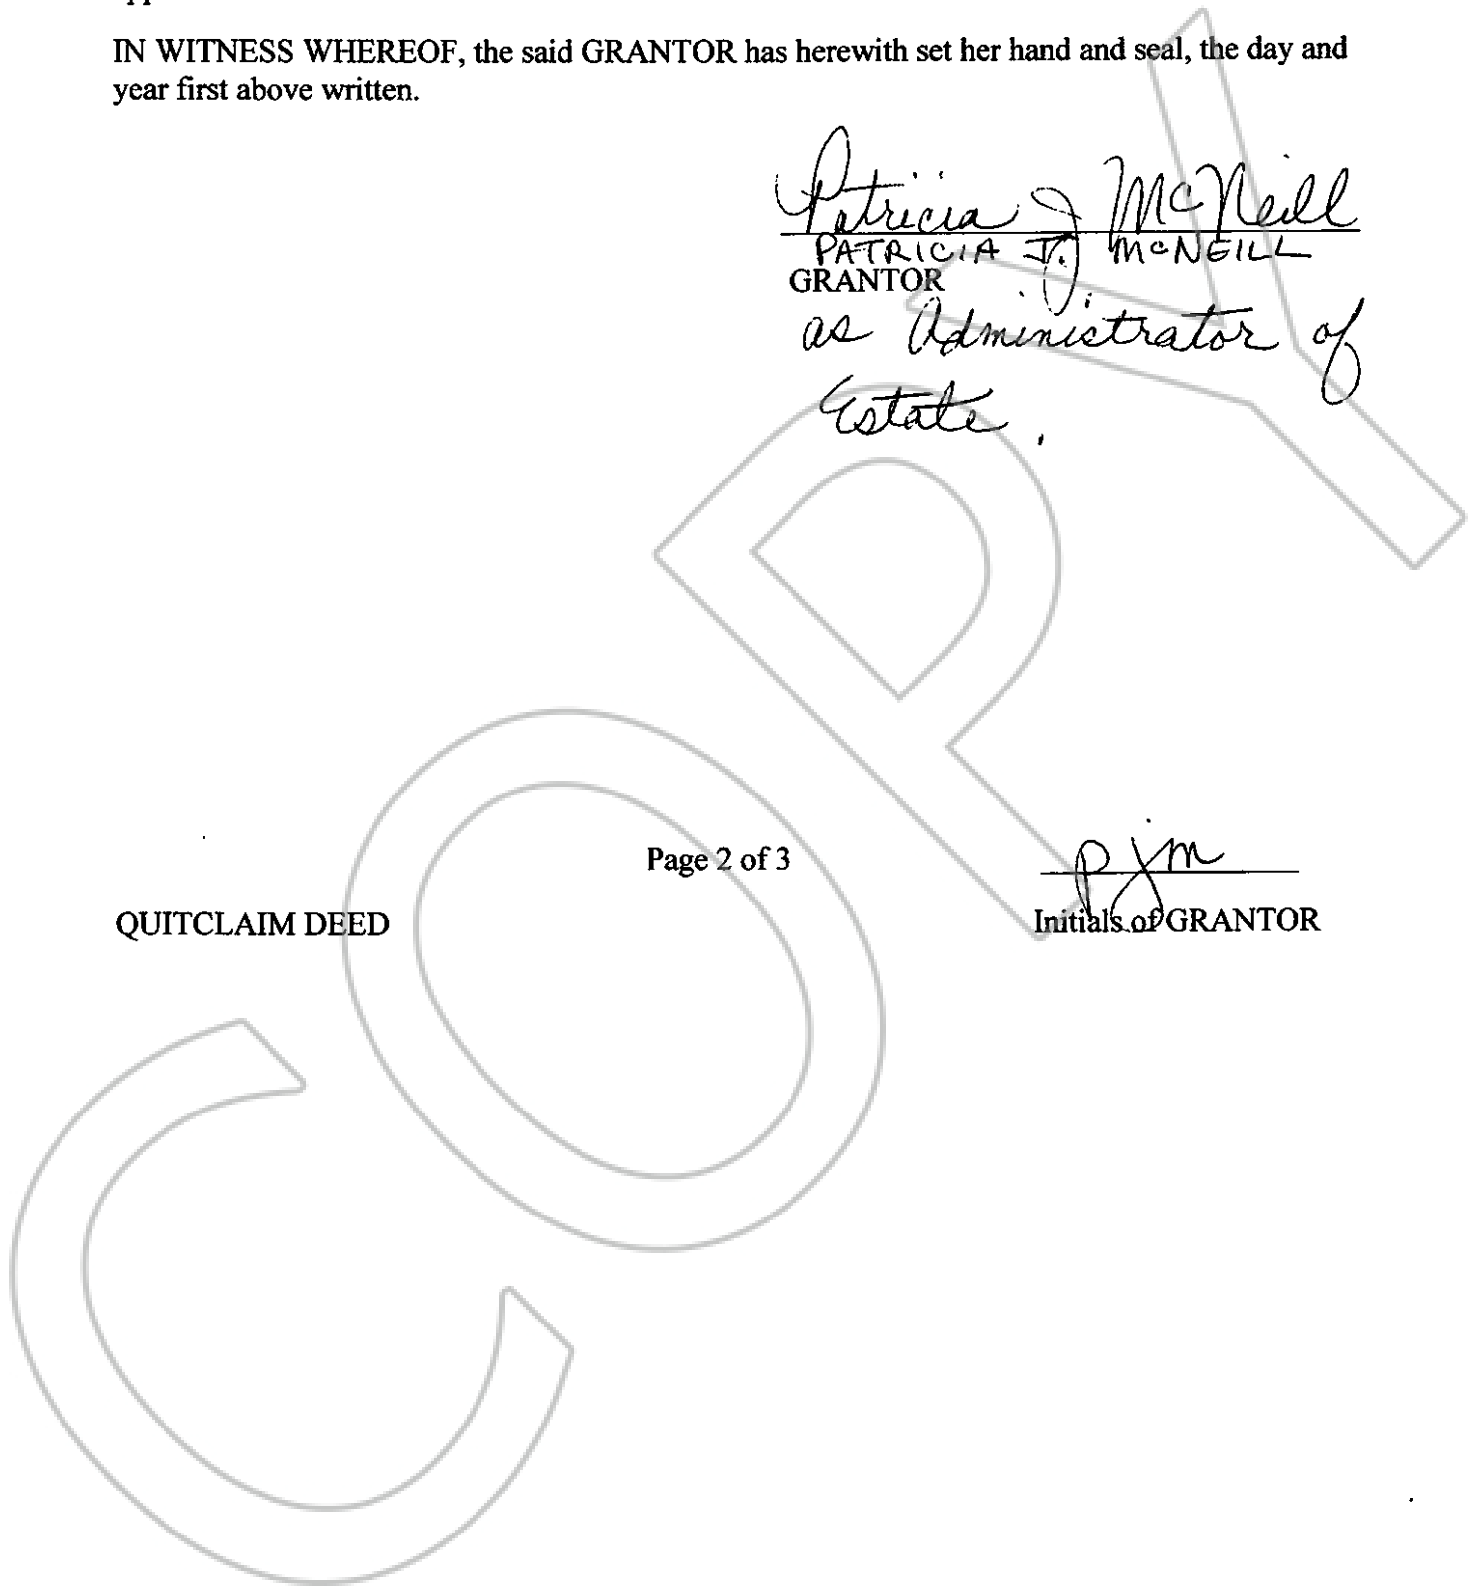 IN WITNESS WHEREOF, the said GRANTOR has herewith set her hand and seal, the day and
year first above written.
Patricia J McNeill
PATRICIA J. McNEILL
GRANTOR
as Administrator of
Estate.
Page 2 of 3
pjm
QUITCLAIM DEED
Initials of GRANTOR
COPY